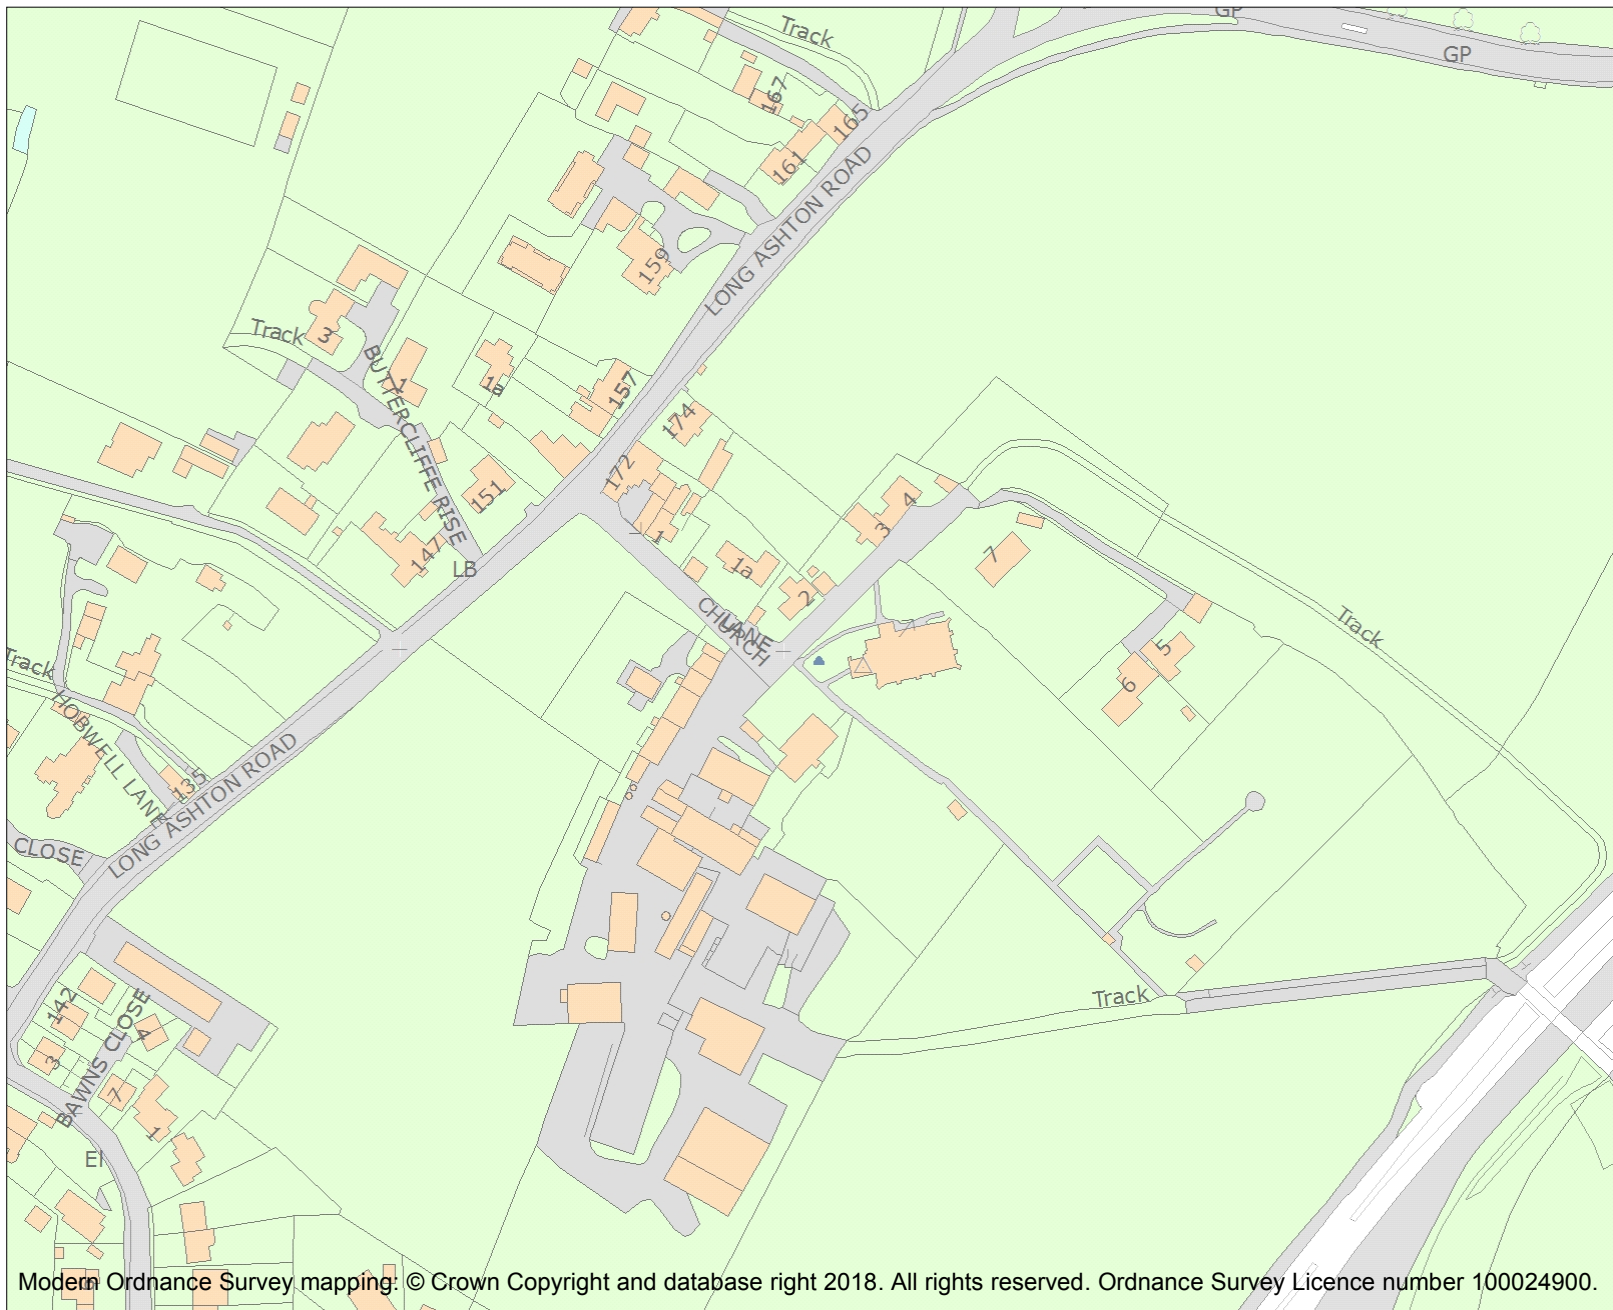 GP
Track
GP
167
165
161
LONG ASHTON ROAD
159
Track
3
BUTTERCLIFFE RISE
1
1a
157
174
172
4
3
151
1
7
147
LB
1a
2
CHURCH
LANE
Track
5
6
Track
HOBWELL LANE
135
LONG ASHTON ROAD
CLOSE
Track
142
4
BAWNS CLOSE
3
7
1
El
Modern Ordnance Survey mapping: © Crown Copyright and database right 2018. All rights reserved. Ordnance Survey Licence number 100024900.